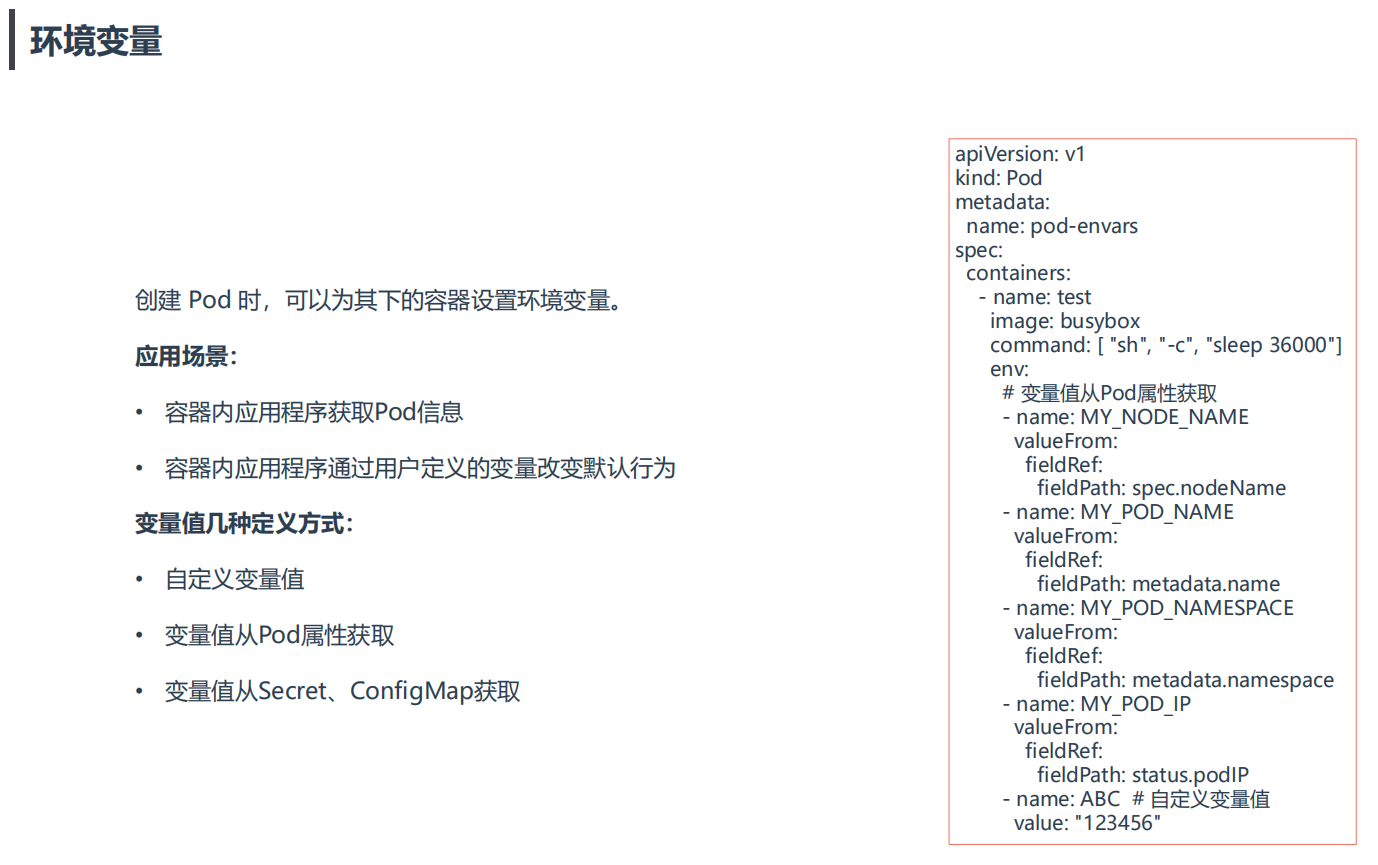 环境变量
创建 Pod 时，可以为其下的容器设置环境变量。
应用场景：
• 容器内应用程序获取Pod信息
• 容器内应用程序通过用户定义的变量改变默认行为
变量值几种定义方式：
• 自定义变量值
• 变量值从Pod属性获取
• 变量值从Secret、ConfigMap获取
apiVersion: v1
kind: Pod
metadata:
  name: pod-envars
spec:
  containers:
    - name: test
      image: busybox
      command: [ "sh", "-c", "sleep 36000"]
      env:
        # 变量值从Pod属性获取
        - name: MY_NODE_NAME
          valueFrom:
            fieldRef:
              fieldPath: spec.nodeName
        - name: MY_POD_NAME
          valueFrom:
            fieldRef:
              fieldPath: metadata.name
        - name: MY_POD_NAMESPACE
          valueFrom:
            fieldRef:
              fieldPath: metadata.namespace
        - name: MY_POD_IP
          valueFrom:
            fieldRef:
              fieldPath: status.podIP
        - name: ABC  # 自定义变量值
          value: "123456"